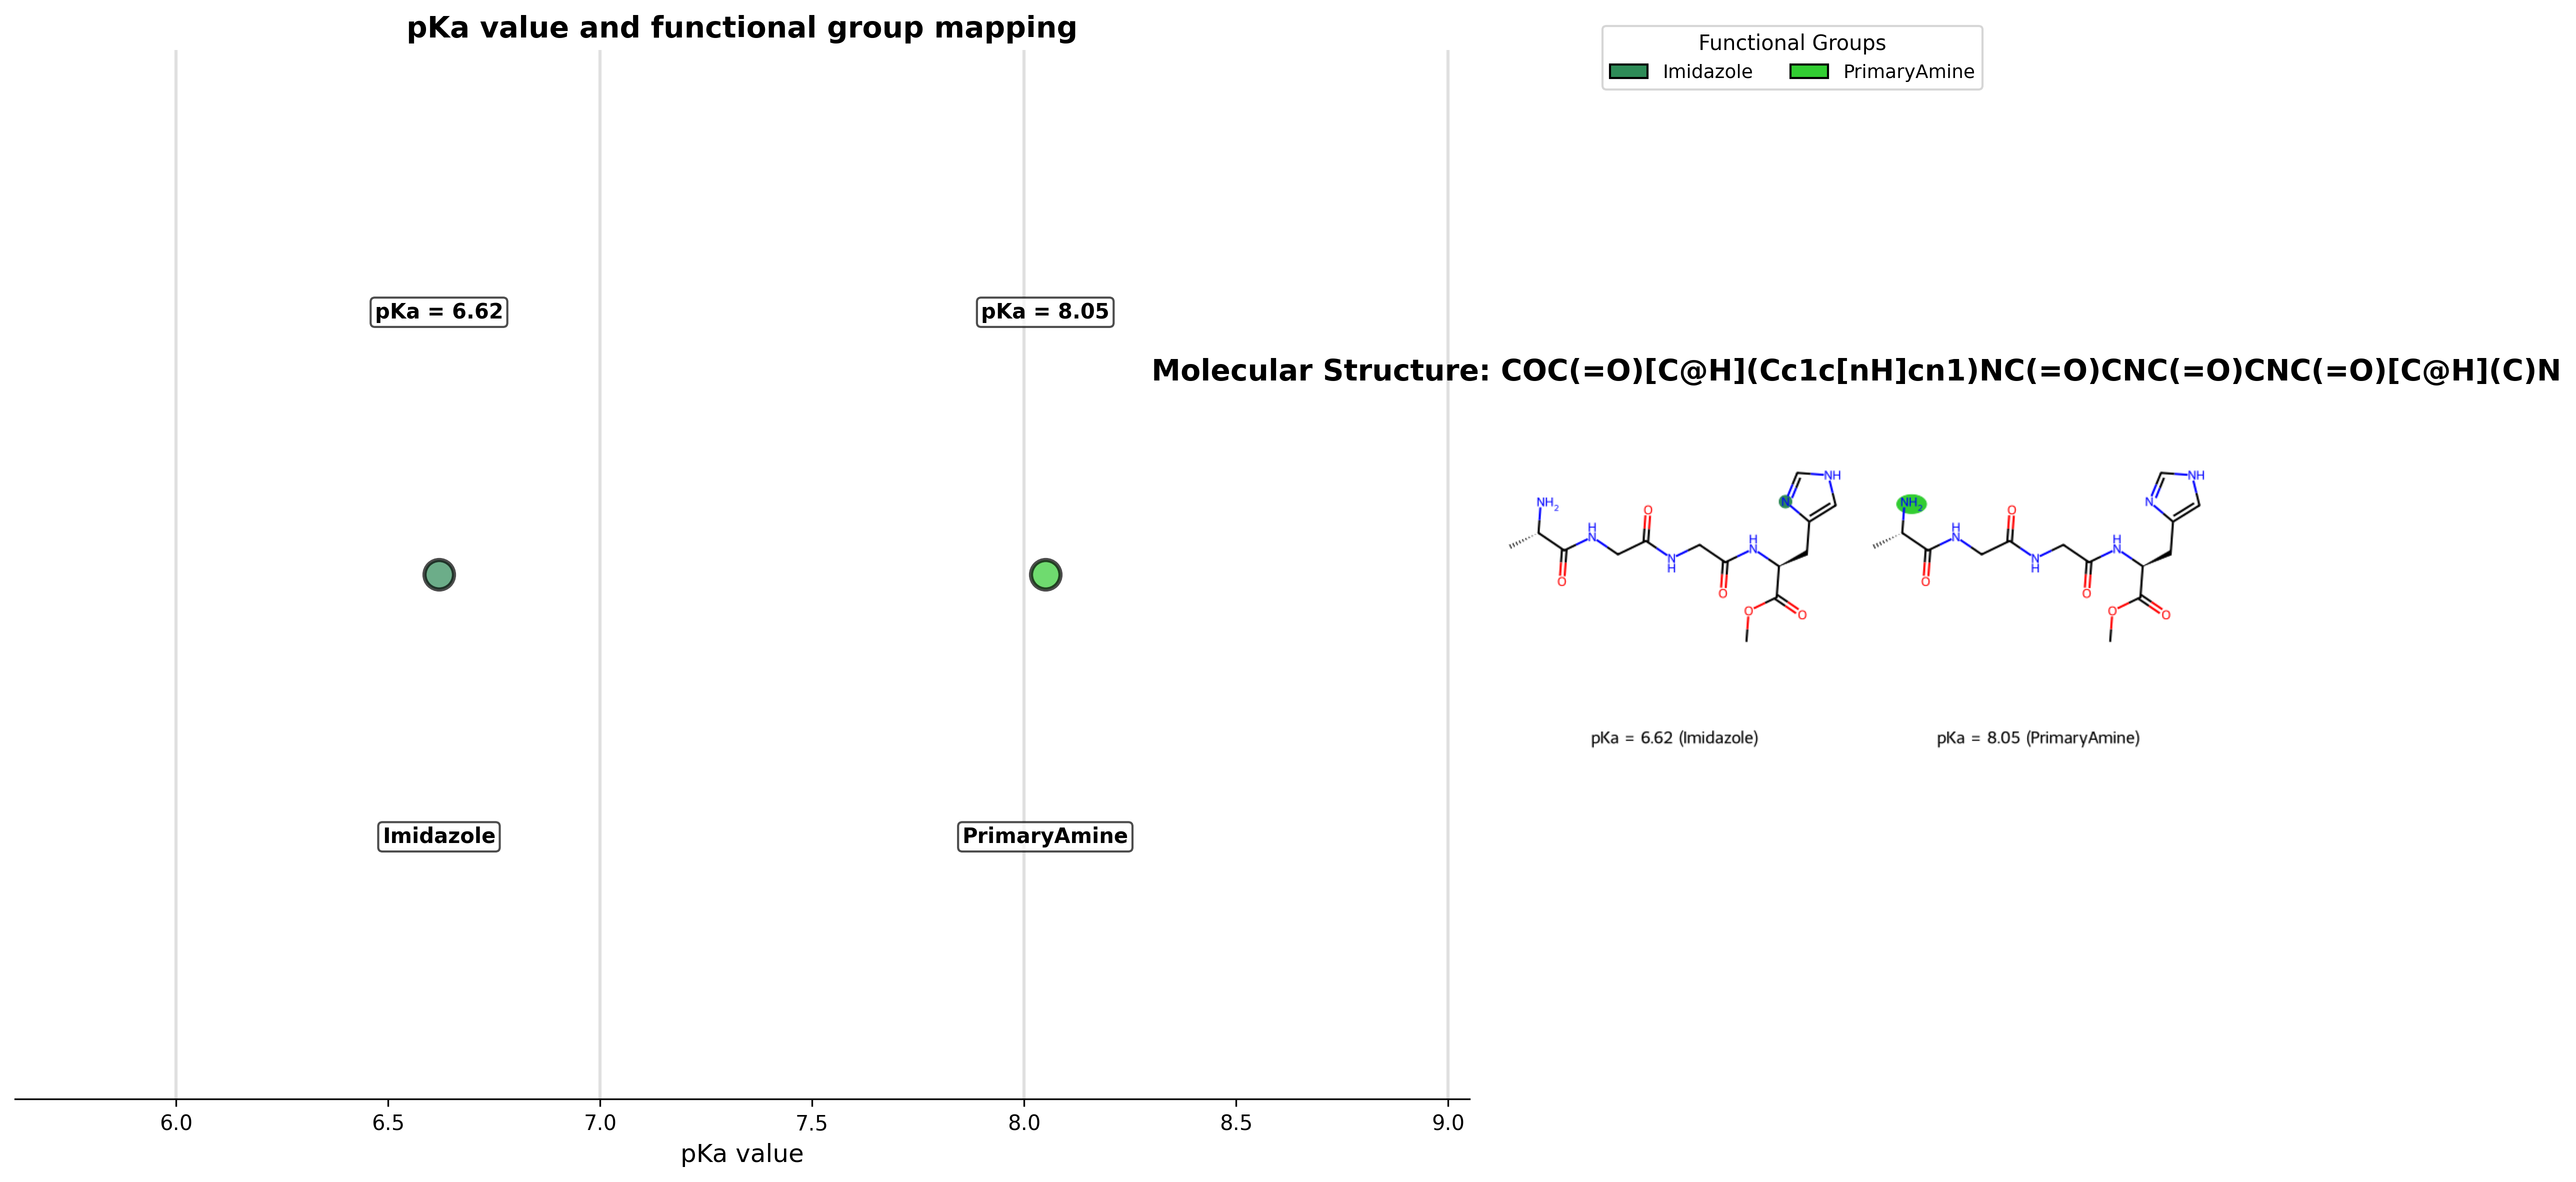 pKa value and functional group mapping
Functional Groups
Imidazole
PrimaryAmine
pKa = 6.62
pKa = 8.05
Imidazole
PrimaryAmine
6.0
6.5
7.0
7.5
8.0
8.5
9.0
pKa value
Molecular Structure: COC(=O)[C@H](Cc1c[nH]cn1)NC(=O)CNC(=O)CNC(=O)[C@H](C)N
NH2
O
H
N
O
N
H
O
H
N
N
NH
O
O
pKa = 6.62 (Imidazole)
NH2
O
H
N
O
N
H
O
H
N
N
NH
O
O
pKa = 8.05 (PrimaryAmine)